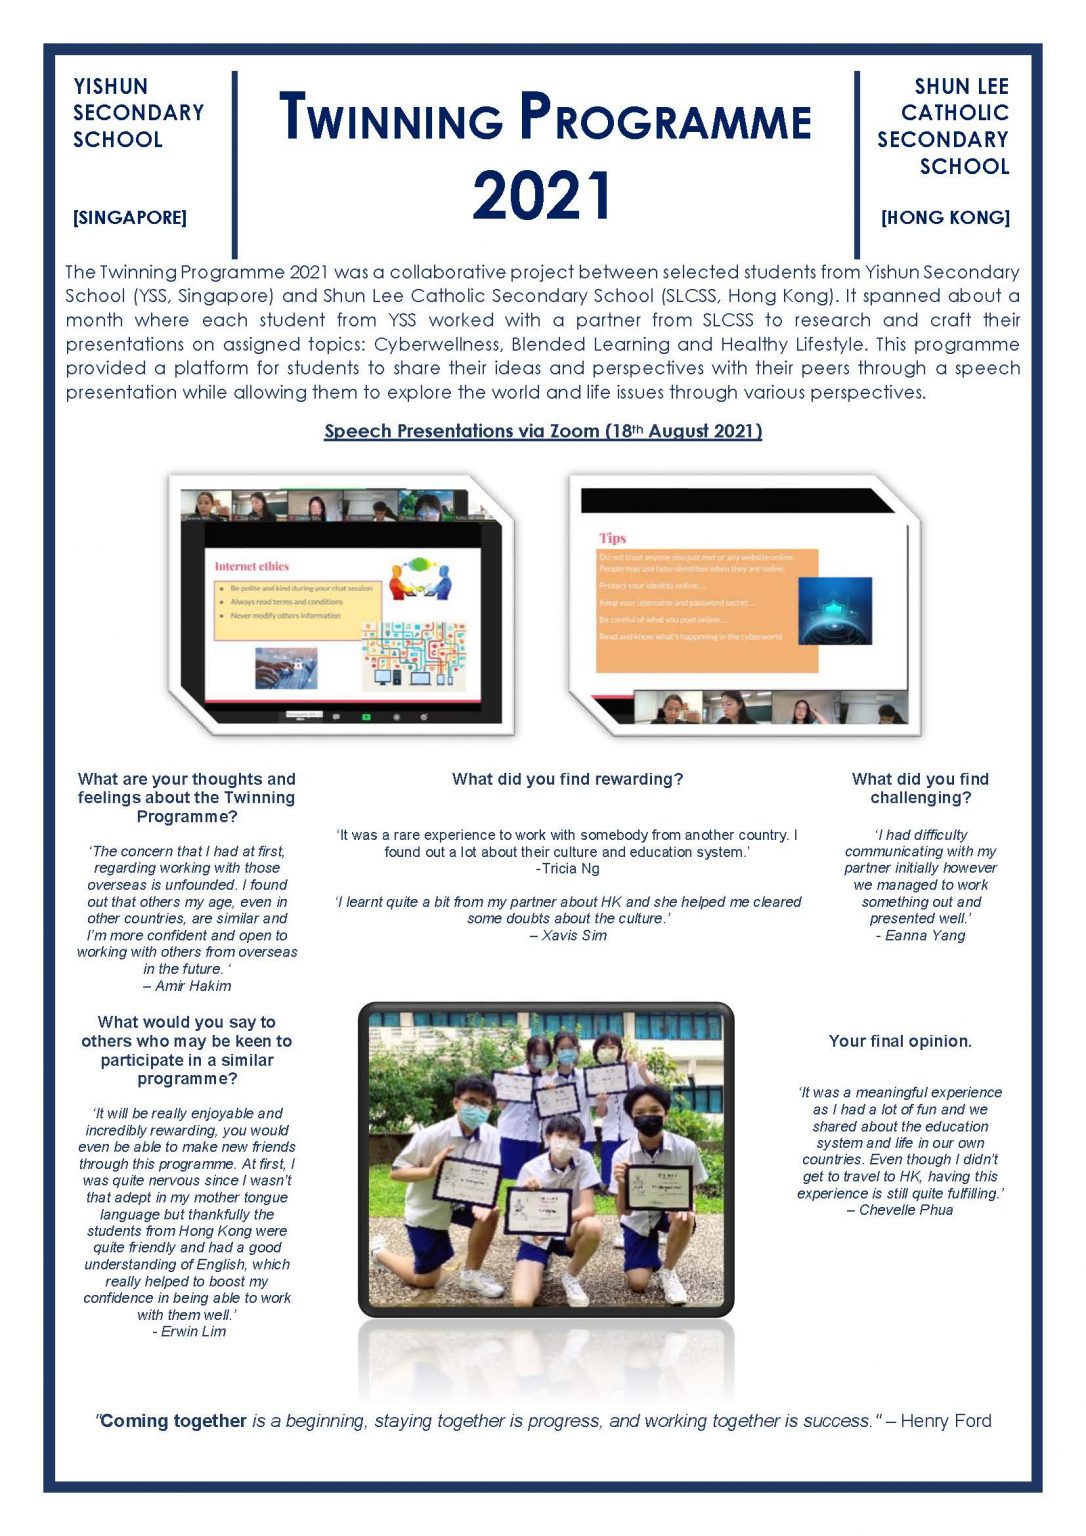 YISHUN
SECONDARY
SCHOOL
[SINGAPORE]
TWINNING PROGRAMME
2021
SHUN LEE
CATHOLIC
SECONDARY
SCHOOL
[HONG KONG]
The Twinning Programme 2021 was a collaborative project between selected students from Yishun Secondary
School (YSS, Singapore) and Shun Lee Catholic Secondary School (SLCSS, Hong Kong). It spanned about a
month where each student from YSS worked with a partner from SLCSS to research and craft their
presentations on assigned topics: Cyberwellness, Blended Learning and Healthy Lifestyle. This programme
provided a platform for students to share their ideas and perspectives with their peers through a speech
presentation while allowing them to explore the world and life issues through various perspectives.
Speech Presentations via Zoom (18th August 2021)
Internet ethics
• Be polite and kind during your chat session
• Always read terms and conditions
• Never modify others information
Tips
Do not trust anyone you just met or any website online.
People may use false identities when they are online.
Protect your identity online....
Keep your username and password secret...
Be careful of what you post online....
Read and know what's happening in the cyberworld
What are your thoughts and
feelings about the Twinning
Programme?
‘The concern that I had at first,
regarding working with those
overseas is unfounded. I found
out that others my age, even in
other countries, are similar and
I’m more confident and open to
working with others from overseas
in the future. ‘
– Amir Hakim
What did you find rewarding?
‘It was a rare experience to work with somebody from another country. I
found out a lot about their culture and education system.’
-Tricia Ng
‘I learnt quite a bit from my partner about HK and she helped me cleared
some doubts about the culture.’
– Xavis Sim
What did you find
challenging?
‘I had difficulty
communicating with my
partner initially however
we managed to work
something out and
presented well.’
- Eanna Yang
What would you say to
others who may be keen to
participate in a similar
programme?
‘It will be really enjoyable and
incredibly rewarding, you would
even be able to make new friends
through this programme. At first, I
was quite nervous since I wasn’t
that adept in my mother tongue
language but thankfully the
students from Hong Kong were
quite friendly and had a good
understanding of English, which
really helped to boost my
confidence in being able to work
with them well.’
- Erwin Lim
Your final opinion.
‘It was a meaningful experience
as I had a lot of fun and we
shared about the education
system and life in our own
countries. Even though I didn’t
get to travel to HK, having this
experience is still quite fulfilling.’
– Chevelle Phua
"Coming together is a beginning, staying together is progress, and working together is success." – Henry Ford